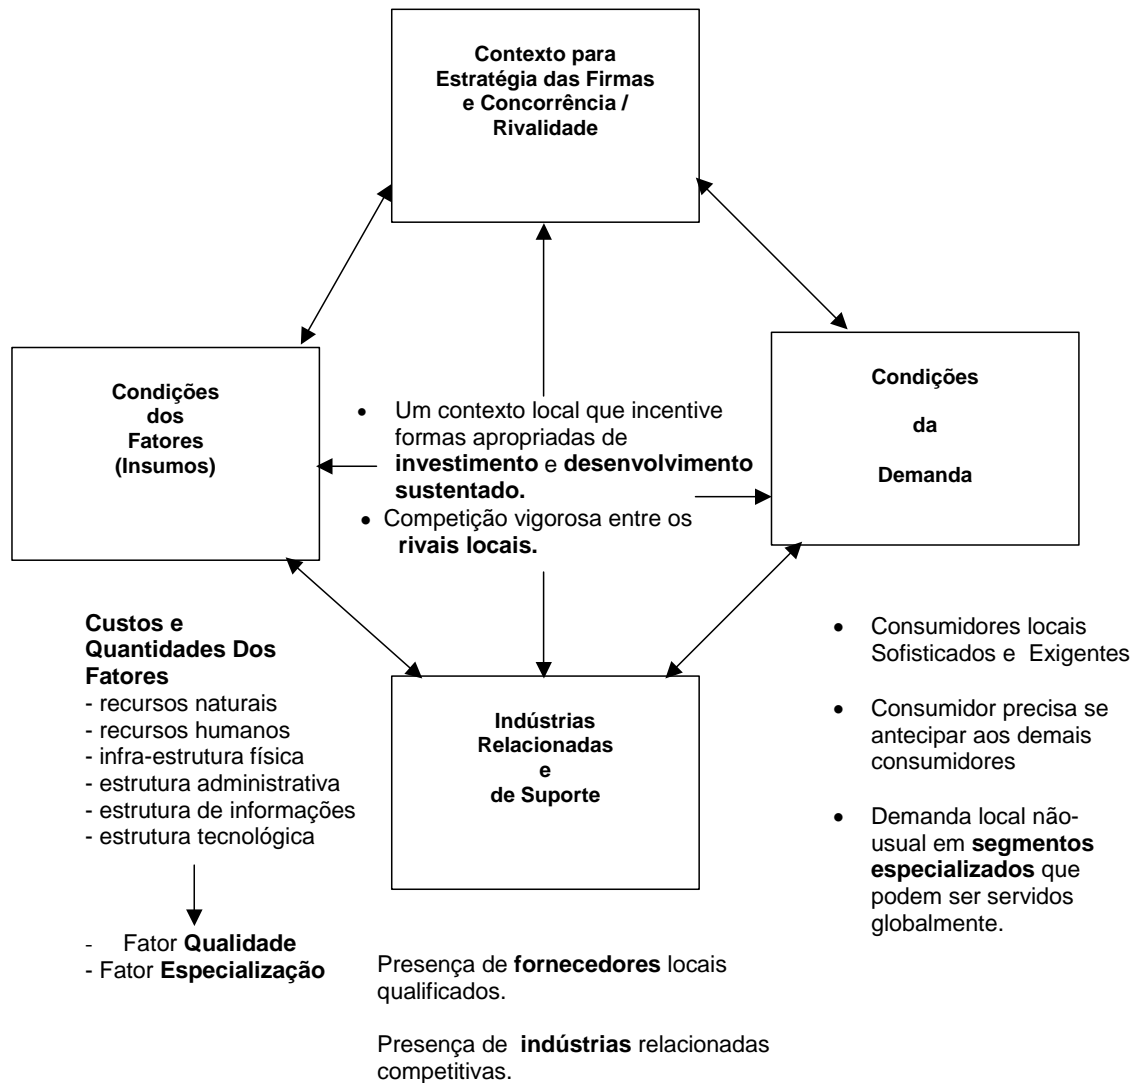 Contexto para
Estratégia das Firmas
e Concorrência /
Rivalidade
Condições
dos
Fatores
(Insumos)
• Um contexto local que incentive
formas apropriadas de
investimento e desenvolvimento
sustentado.
• Competição vigorosa entre os
rivais locais.
Condições
da
Demanda
Custos e
Quantidades Dos
Fatores
- recursos naturais
- recursos humanos
- infra-estrutura física
- estrutura administrativa
- estrutura de informações
- estrutura tecnológica
- Fator Qualidade
- Fator Especialização
Indústrias
Relacionadas
e
de Suporte
Presença de fornecedores locais
qualificados.
Presença de indústrias relacionadas
competitivas.
• Consumidores locais
Sofisticados e Exigentes
• Consumidor precisa se
antecipar aos demais
consumidores
• Demanda local não-
usual em segmentos
especializados que
podem ser servidos
globalmente.